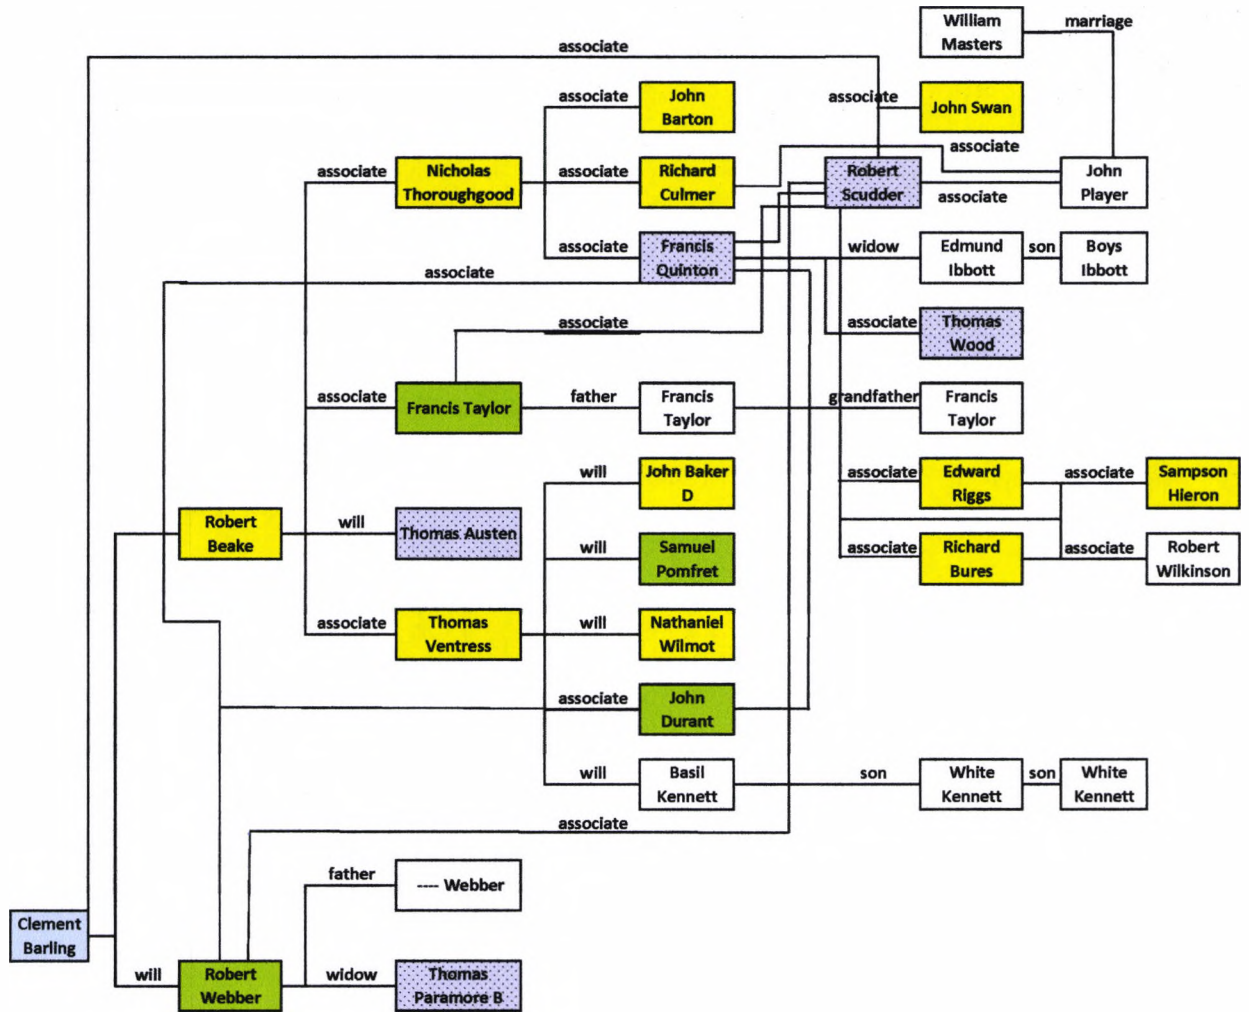 William
Masters
marriage
associate
associate
John
Barton
associate
John Swan
associate
associate
Nicholas
Thoroughgood
associate
Richard
Culmer
Robert
Scudder
associate
John
Player
associate
Francis
Quinton
widow
Edmund
Ibbott
son
Boys
Ibbott
associate
associate
associate
Thomas
Wood
associate
Francis Taylor
father
Francis
Taylor
grandfather
Francis
Taylor
will
John Baker
D
associate
Edward
Riggs
associate
Sampson
Hieron
Robert
Beake
will
Thomas Austen
will
Samuel
Pomfret
associate
Richard
Bures
associate
Robert
Wilkinson
associate
Thomas
Ventress
will
Nathaniel
Wilmot
associate
John
Durant
will
Basil
Kennett
son
White
Kennett
son
White
Kennett
associate
father
---- Webber
Clement
Barling
will
Robert
Webber
widow
Thomas
Paramore B